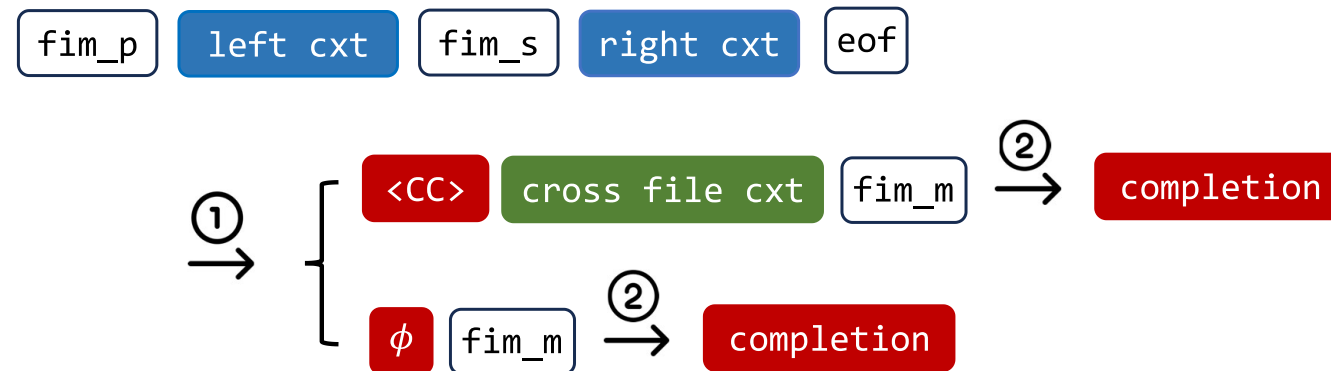 fim_p left cxt fim_s right cxt eof
②
<CC> cross file cxt fim_m completion
①
②
ϕ fim_m completion